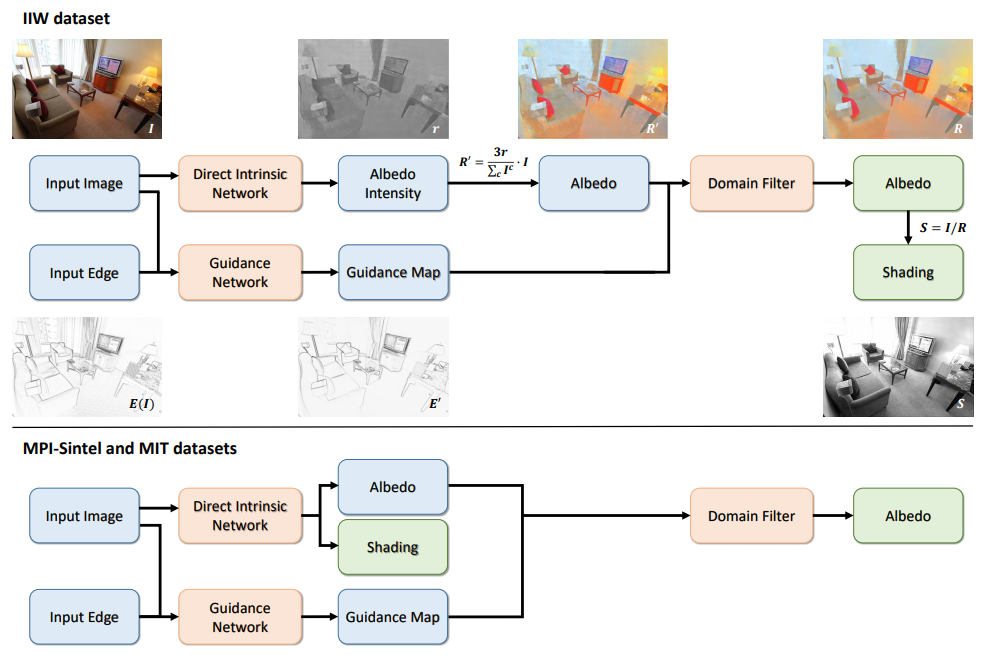 IIW dataset
I
r
R′
R
Input Image
Direct Intrinsic
Network
Albedo
Intensity
R′ = 3r / ∑_c I^c · I
Albedo
Domain Filter
Albedo
S = I/R
Input Edge
Guidance
Network
Guidance Map
Shading
E(I)
E′
S
MPI-Sintel and MIT datasets
Input Image
Direct Intrinsic
Network
Albedo
Shading
Domain Filter
Albedo
Input Edge
Guidance
Network
Guidance Map